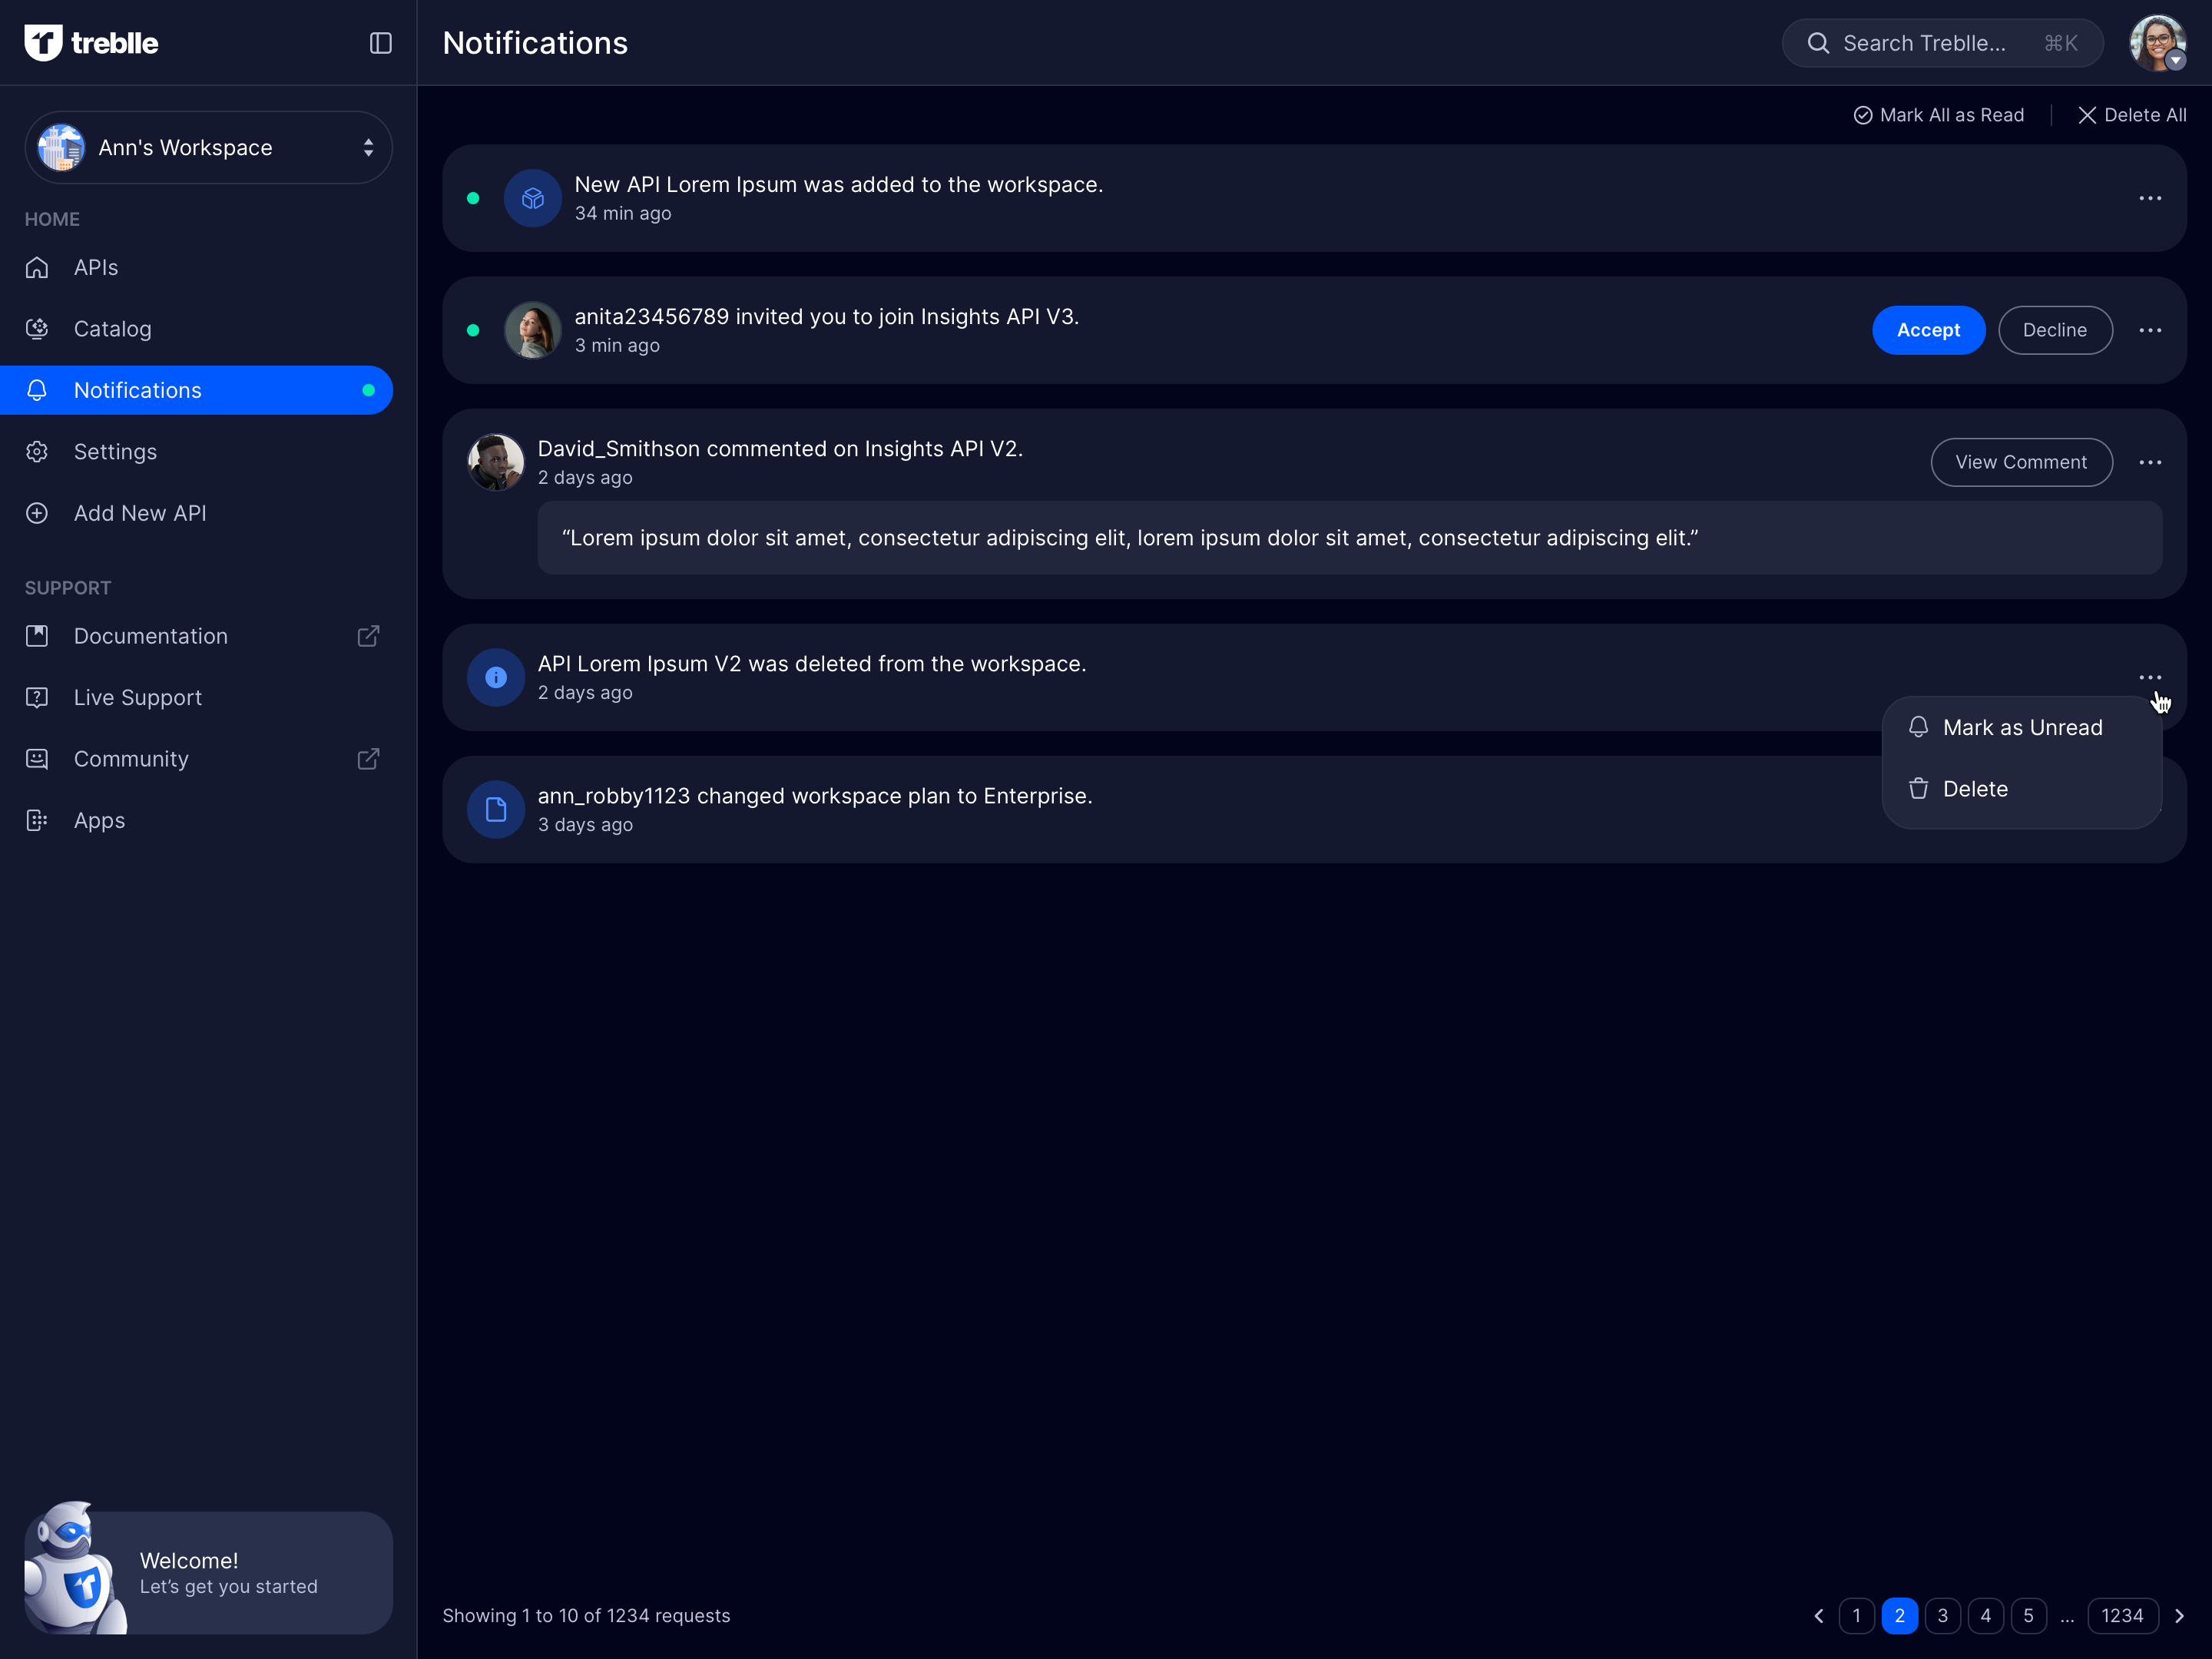 treblle
Notifications
Search Treblle...
⌘K
Ann's Workspace
HOME
APIs
Catalog
Notifications
Settings
Add New API
SUPPORT
Documentation
Live Support
Community
Apps
Welcome!
Let’s get you started
Mark All as Read
Delete All
New API Lorem Ipsum was added to the workspace.
34 min ago
anita23456789 invited you to join Insights API V3.
3 min ago
Accept
Decline
David_Smithson commented on Insights API V2.
2 days ago
View Comment
“Lorem ipsum dolor sit amet, consectetur adipiscing elit, lorem ipsum dolor sit amet, consectetur adipiscing elit.”
API Lorem Ipsum V2 was deleted from the workspace.
2 days ago
Mark as Unread
Delete
ann_robby1123 changed workspace plan to Enterprise.
3 days ago
Showing 1 to 10 of 1234 requests
1 2 3 4 5 ... 1234